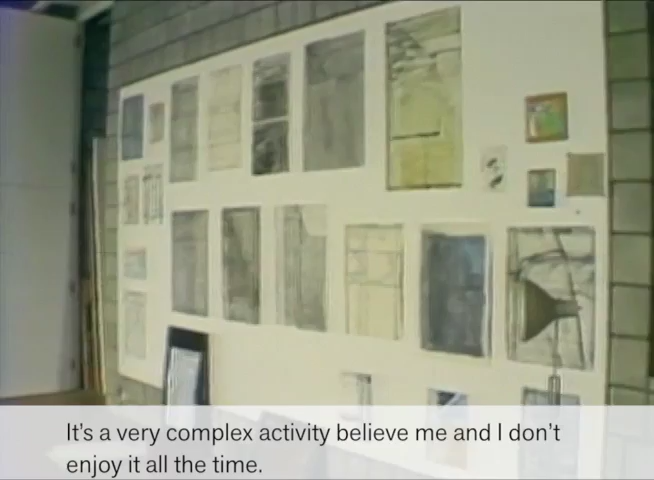 It's a very complex activity believe me and I don't
enjoy it all the time.